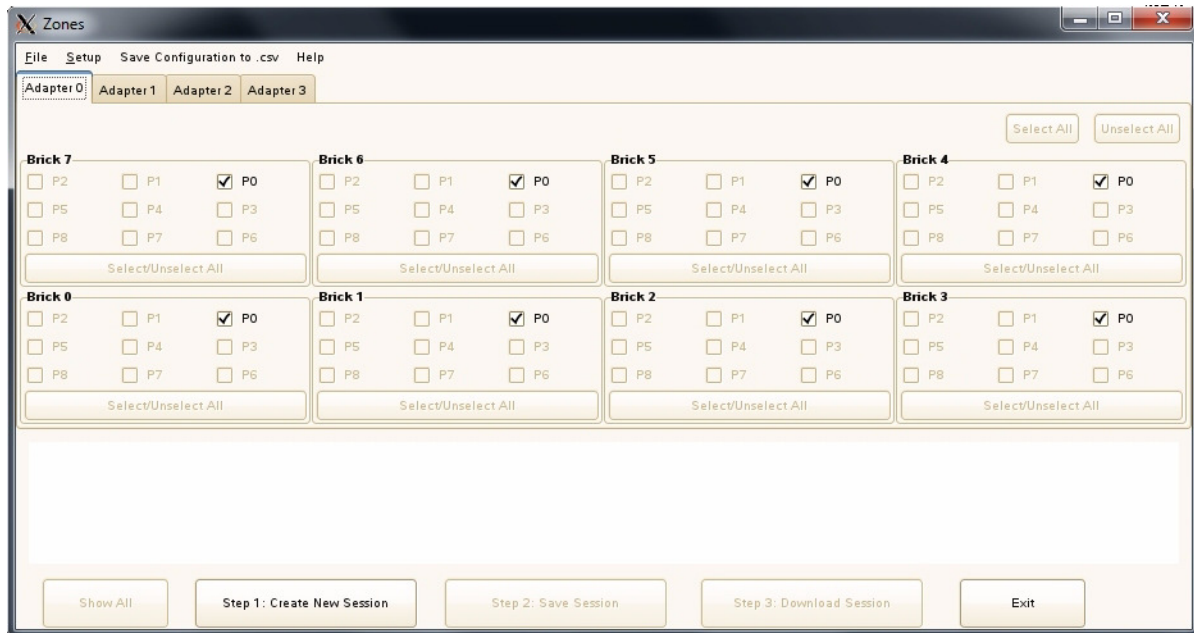 Zones
File Setup Save Configuration to .csv Help
Adapter 0 Adapter 1 Adapter 2 Adapter 3
Select All Unselect All
Brick 7 Brick 6 Brick 5 Brick 4
P2 P1 P0 P2 P1 P0 P2 P1 P0 P2 P1 P0
P5 P4 P3 P5 P4 P3 P5 P4 P3 P5 P4 P3
P8 P7 P6 P8 P7 P6 P8 P7 P6 P8 P7 P6
Select/Unselect All Select/Unselect All Select/Unselect All Select/Unselect All
Brick 0 Brick 1 Brick 2 Brick 3
P2 P1 P0 P2 P1 P0 P2 P1 P0 P2 P1 P0
P5 P4 P3 P5 P4 P3 P5 P4 P3 P5 P4 P3
P8 P7 P6 P8 P7 P6 P8 P7 P6 P8 P7 P6
Select/Unselect All Select/Unselect All Select/Unselect All Select/Unselect All
Show All Step 1: Create New Session Step 2: Save Session Step 3: Download Session Exit